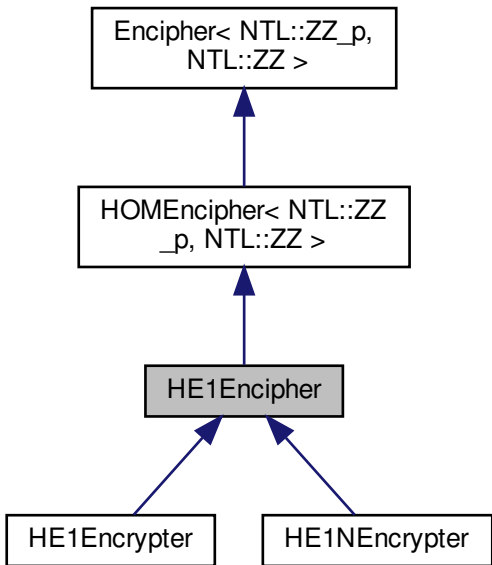 Encipher< NTL::ZZ_p,
NTL::ZZ >
HOMEncipher< NTL::ZZ
_p, NTL::ZZ >
HE1Encipher
HE1Encrypter
HE1NEncrypter